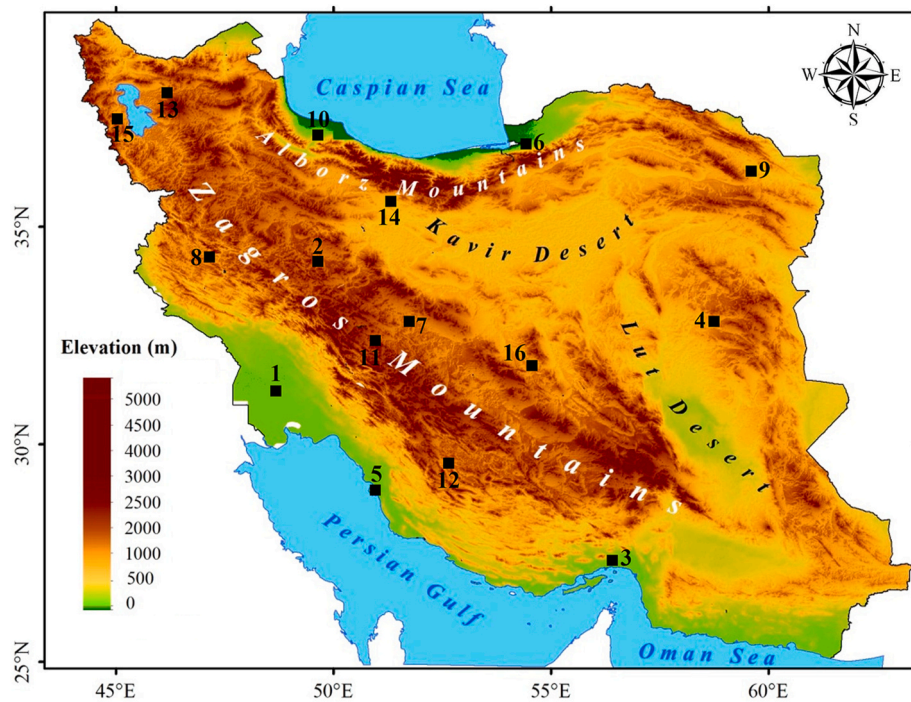 N
W E
S
Caspian Sea
13
15
10
6
9
Alborz Mountains
14
35°N
Kavir Desert
Zagros Mountains
8
2
7
4
11
16
Lut Desert
Elevation (m)
5000
4500
4000
3500
3000
2500
2000
1000
500
0
1
30°N
12
5
3
Persian Gulf
Oman Sea
25°N
45°E
50°E
55°E
60°E